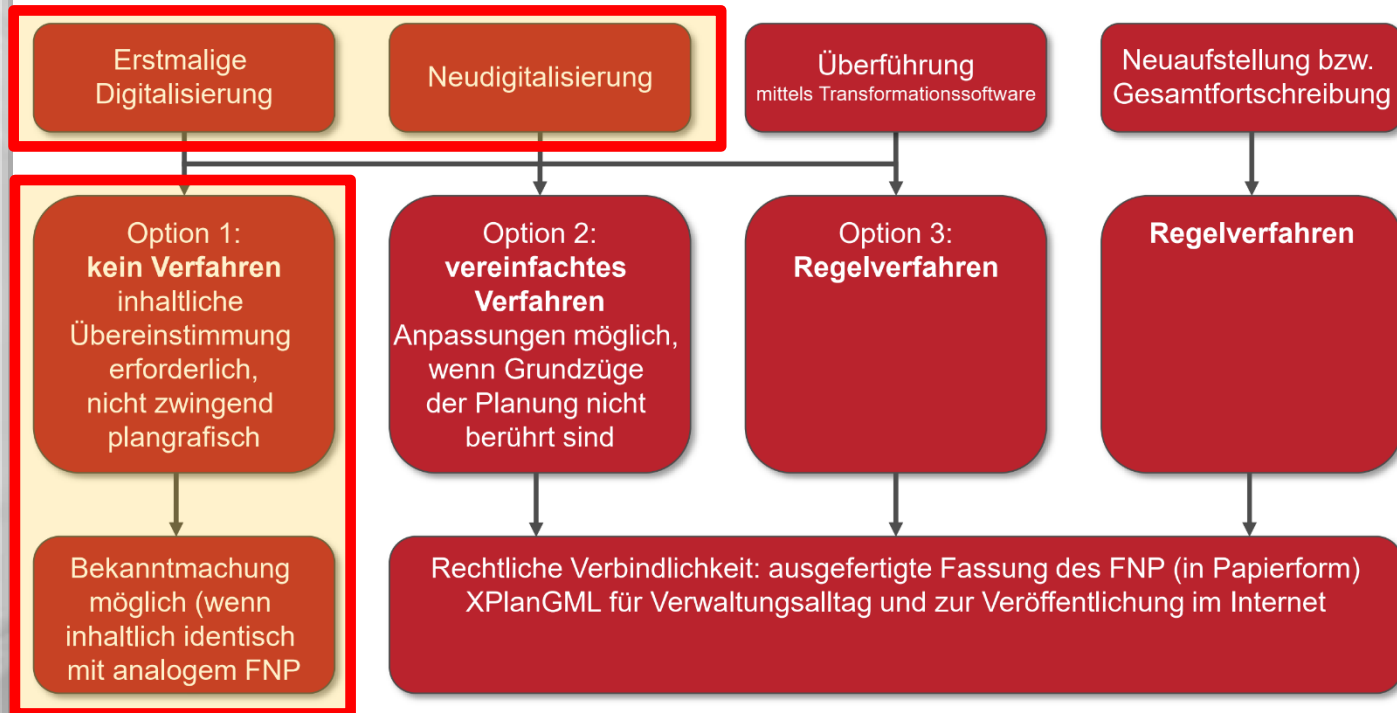 Erstmalige
Digitalisierung
Neudigitalisierung
Überführung
mittels Transformationssoftware
Neuaufstellung bzw.
Gesamtfortschreibung
Option 1:
kein Verfahren
inhaltliche
Übereinstimmung
erforderlich,
nicht zwingend
plangrafisch
Option 2:
vereinfachtes
Verfahren
Anpassungen möglich,
wenn Grundzüge
der Planung nicht
berührt sind
Option 3:
Regelverfahren
Regelverfahren
Bekanntmachung
möglich (wenn
inhaltlich identisch
mit analogem FNP
Rechtliche Verbindlichkeit: ausgefertigte Fassung des FNP (in Papierform)
XPlanGML für Verwaltungsalltag und zur Veröffentlichung im Internet